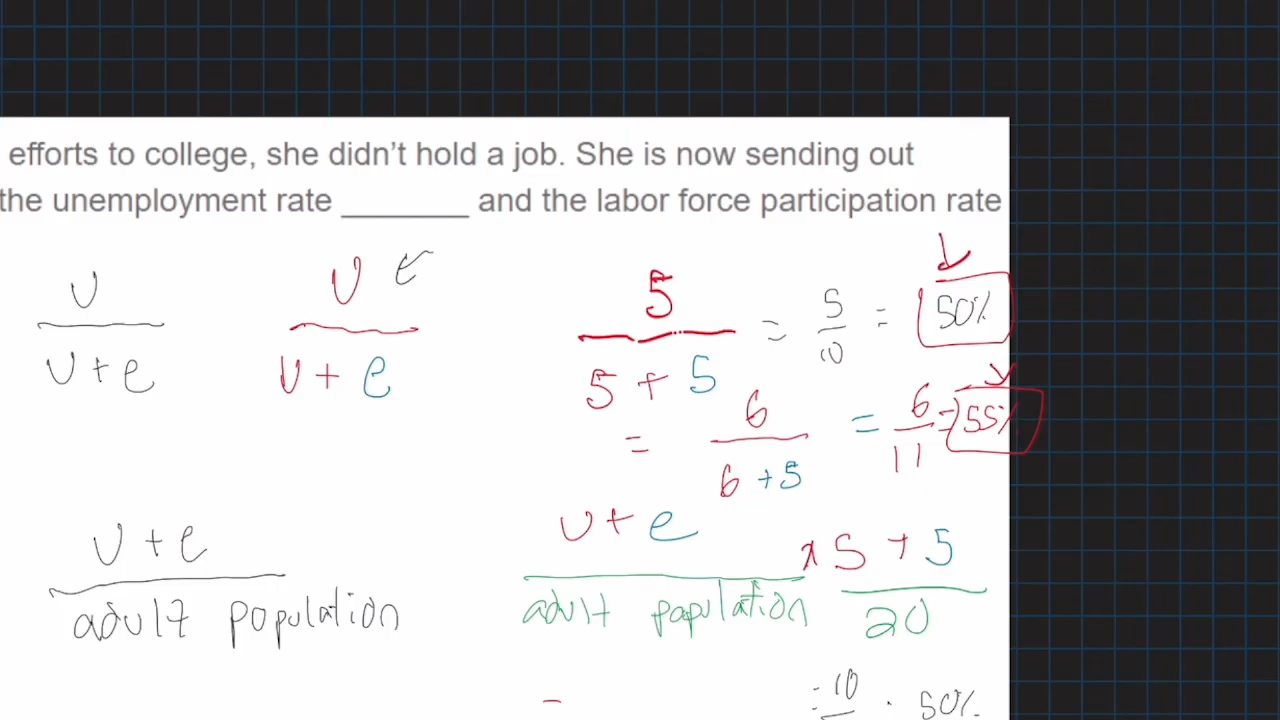 efforts to college, she didn't hold a job. She is now sending out
the unemployment rate ________ and the labor force participation rate
U
U + e
U
U + e
5
5 + 5
= 5/10 = 50%
= 6
6 + 5
= 6/11 = 55%
U + e
adult population
U + e
adult population
5 + 5
20
= 10
50%